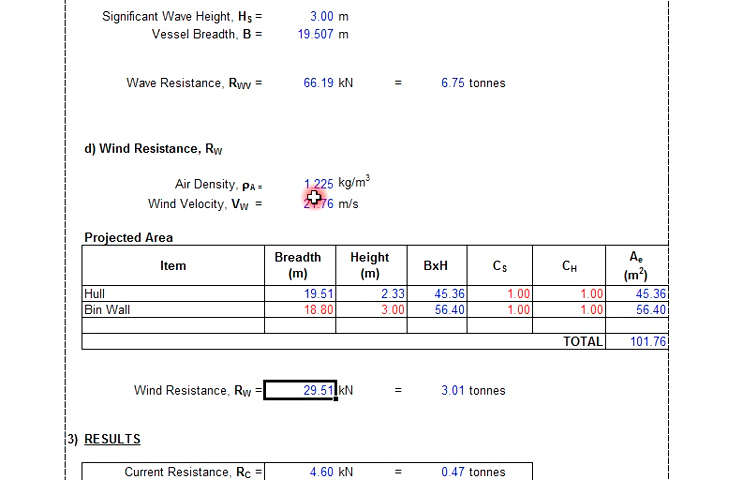 Significant Wave Height, HS = 3.00 m
Vessel Breadth, B = 19.507 m
Wave Resistance, RWV = 66.19 kN = 6.75 tonnes
d) Wind Resistance, RW
Air Density, ρA = 1.225 kg/m³
Wind Velocity, VW = 76 m/s
Projected Area
Item Breadth (m) Height (m) BxH CS CH Ae (m²)
Hull 19.51 2.33 45.36 1.00 1.00 45.36
Bin Wall 18.80 3.00 56.40 1.00 1.00 56.40
TOTAL 101.76
Wind Resistance, RW = 29.51 kN = 3.01 tonnes
3) RESULTS
Current Resistance, RC = 4.60 kN = 0.47 tonnes